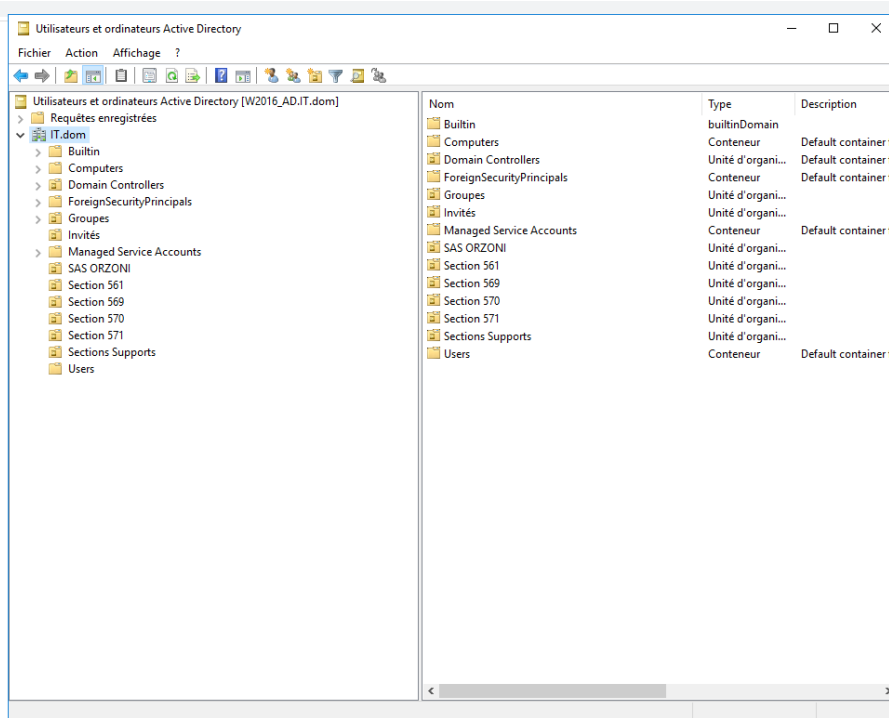 Utilisateurs et ordinateurs Active Directory
Fichier Action Affichage ?
Utilisateurs et ordinateurs Active Directory [W2016_AD.IT.dom]
Requêtes enregistrées
IT.dom
Builtin
Computers
Domain Controllers
ForeignSecurityPrincipals
Groupes
Invités
Managed Service Accounts
SAS ORZONI
Section 561
Section 569
Section 570
Section 571
Sections Supports
Users
Nom Type Description
Builtin builtinDomain
Computers Conteneur Default container
Domain Controllers Unité d'organi... Default container
ForeignSecurityPrincipals Conteneur Default container
Groupes Unité d'organi...
Invités Unité d'organi...
Managed Service Accounts Conteneur Default container
SAS ORZONI Unité d'organi...
Section 561 Unité d'organi...
Section 569 Unité d'organi...
Section 570 Unité d'organi...
Section 571 Unité d'organi...
Sections Supports Unité d'organi...
Users Conteneur Default container